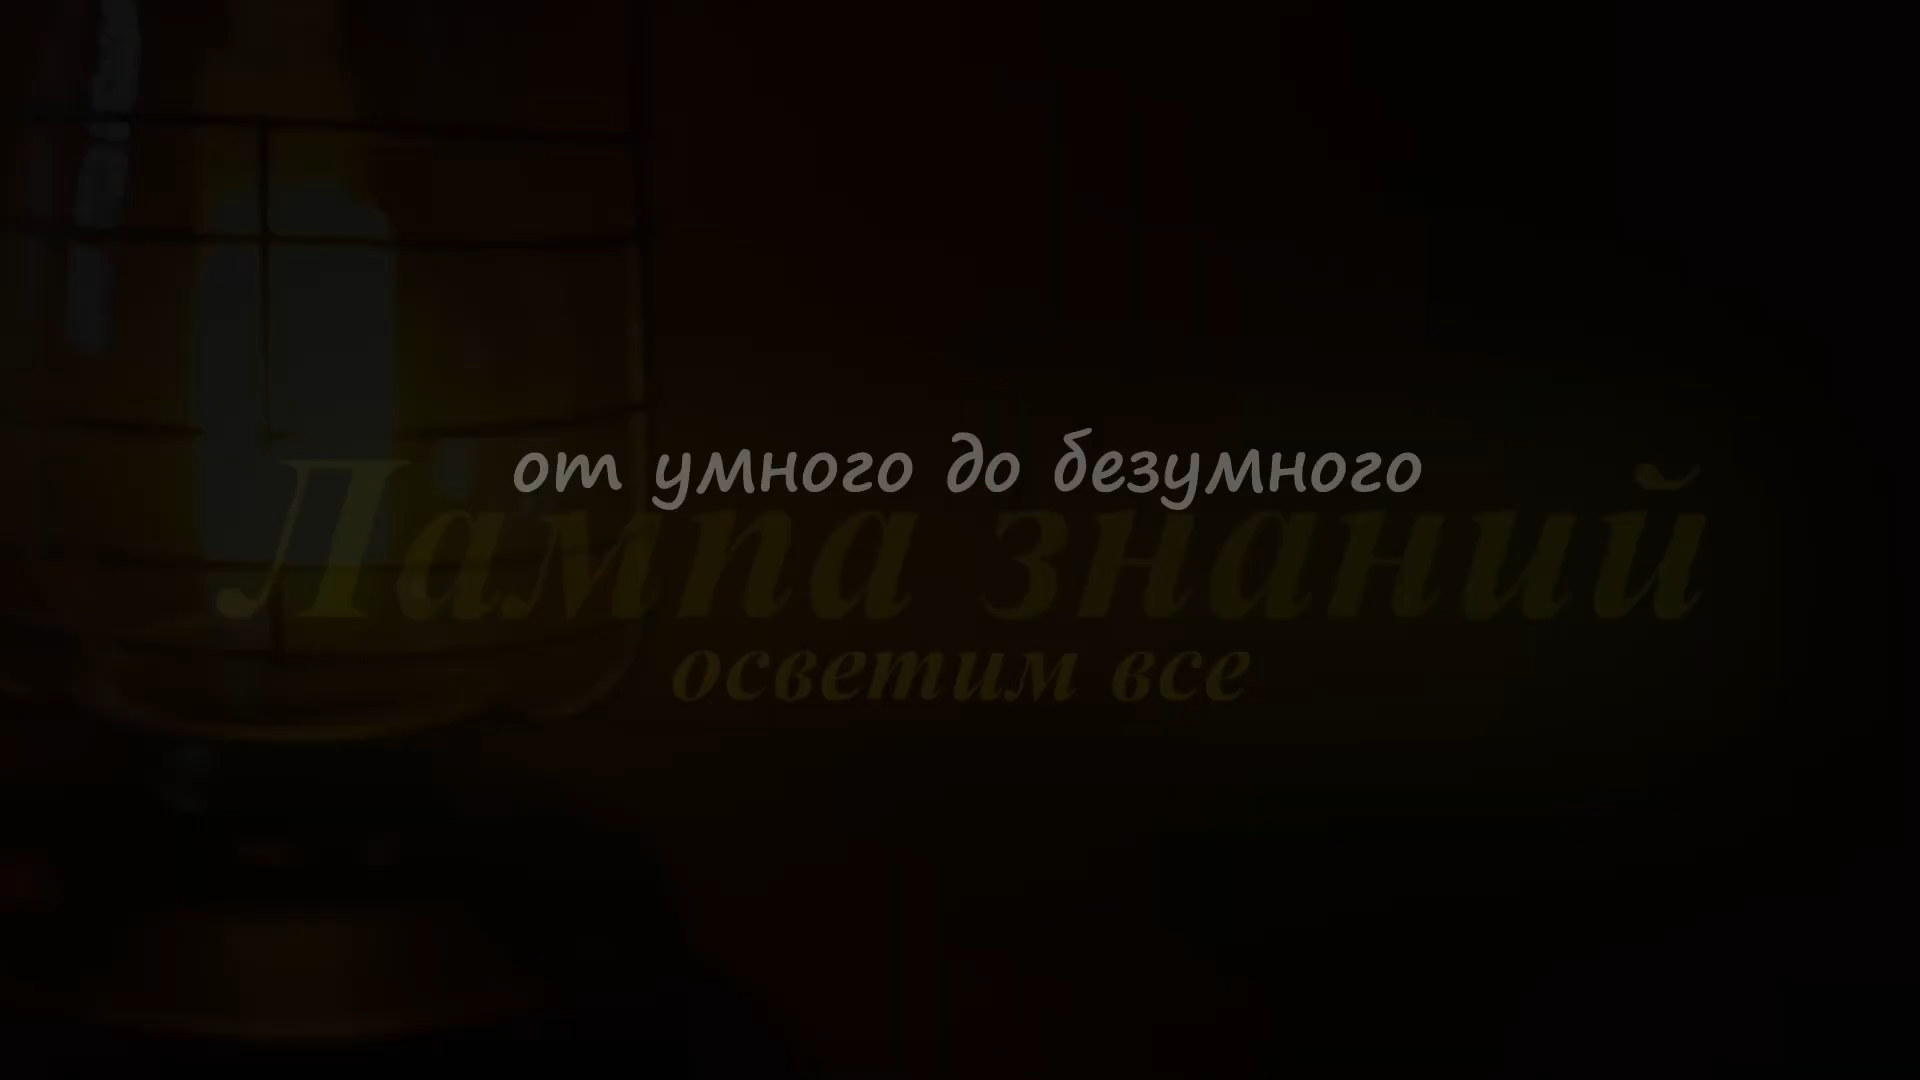 от умного до безумного
Лампа знаний
осветим все